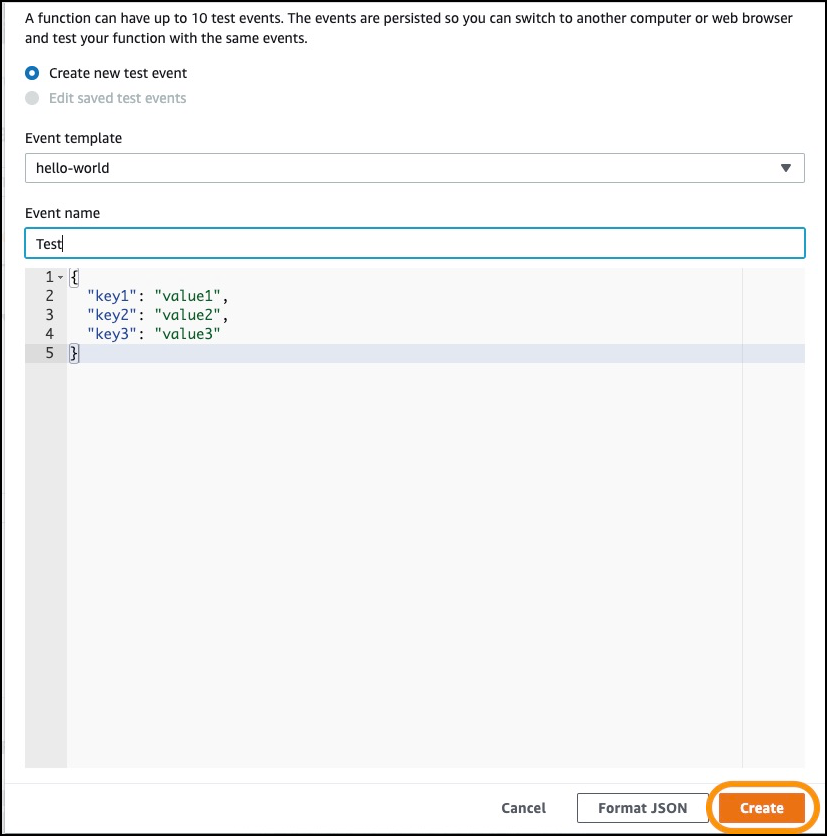 A function can have up to 10 test events. The events are persisted so you can switch to another computer or web browser
and test your function with the same events.
Create new test event
Edit saved test events
Event template
hello-world
Event name
Test
1 {
2 "key1": "value1",
3 "key2": "value2",
4 "key3": "value3"
5 }
Cancel Format JSON Create